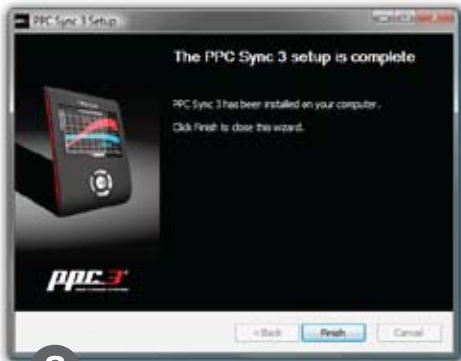 PPC Sync 3 Setup
The PPC Sync 3 setup is complete
PPC Sync 3 has been installed on your computer.
Click Finish to close this wizard.
ppc3
< Back
Finish
Cancel